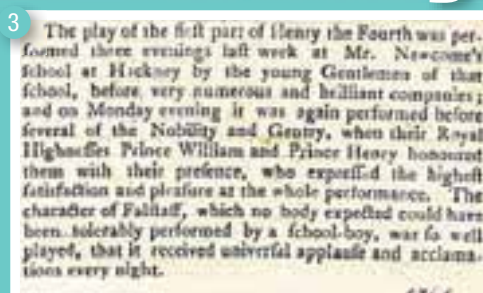 3
The play of the firſt part of Henry the Fourth was per-
formed three evenings laſt week at Mr. Newcome's
ſchool at Hackney by the young Gentlemen of that
ſchool, before very numerous and brilliant companies;
and on Monday evening it was again performed before
ſeveral of the Nobility and Gentry, when their Royal
Highneſſes Prince William and Prince Henry honoured
them with their preſence, who expreſſed the higheſt
ſatisfaction and pleaſure at the whole performance. The
character of Falſtaff, which no body expected could have
been tolerably performed by a ſchool-boy, was ſo well
played, that it received univerſal applauſe and acclama-
tions every night.